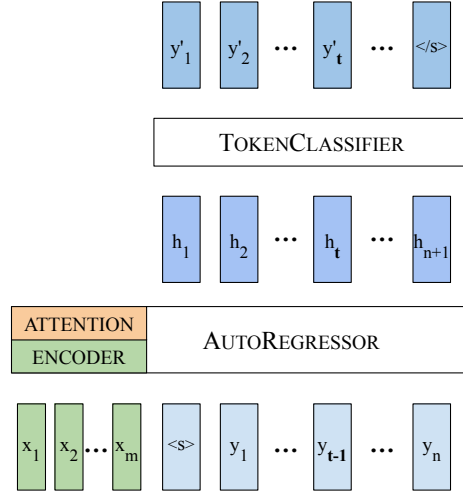 y'1 y'2 ... y't ... </s>
TOKENCLASSIFIER
h1 h2 ... ht ... hn+1
ATTENTION
ENCODER
AUTOREGRESSOR
x1 x2 ... xm <s> y1 ... yt-1 ... yn